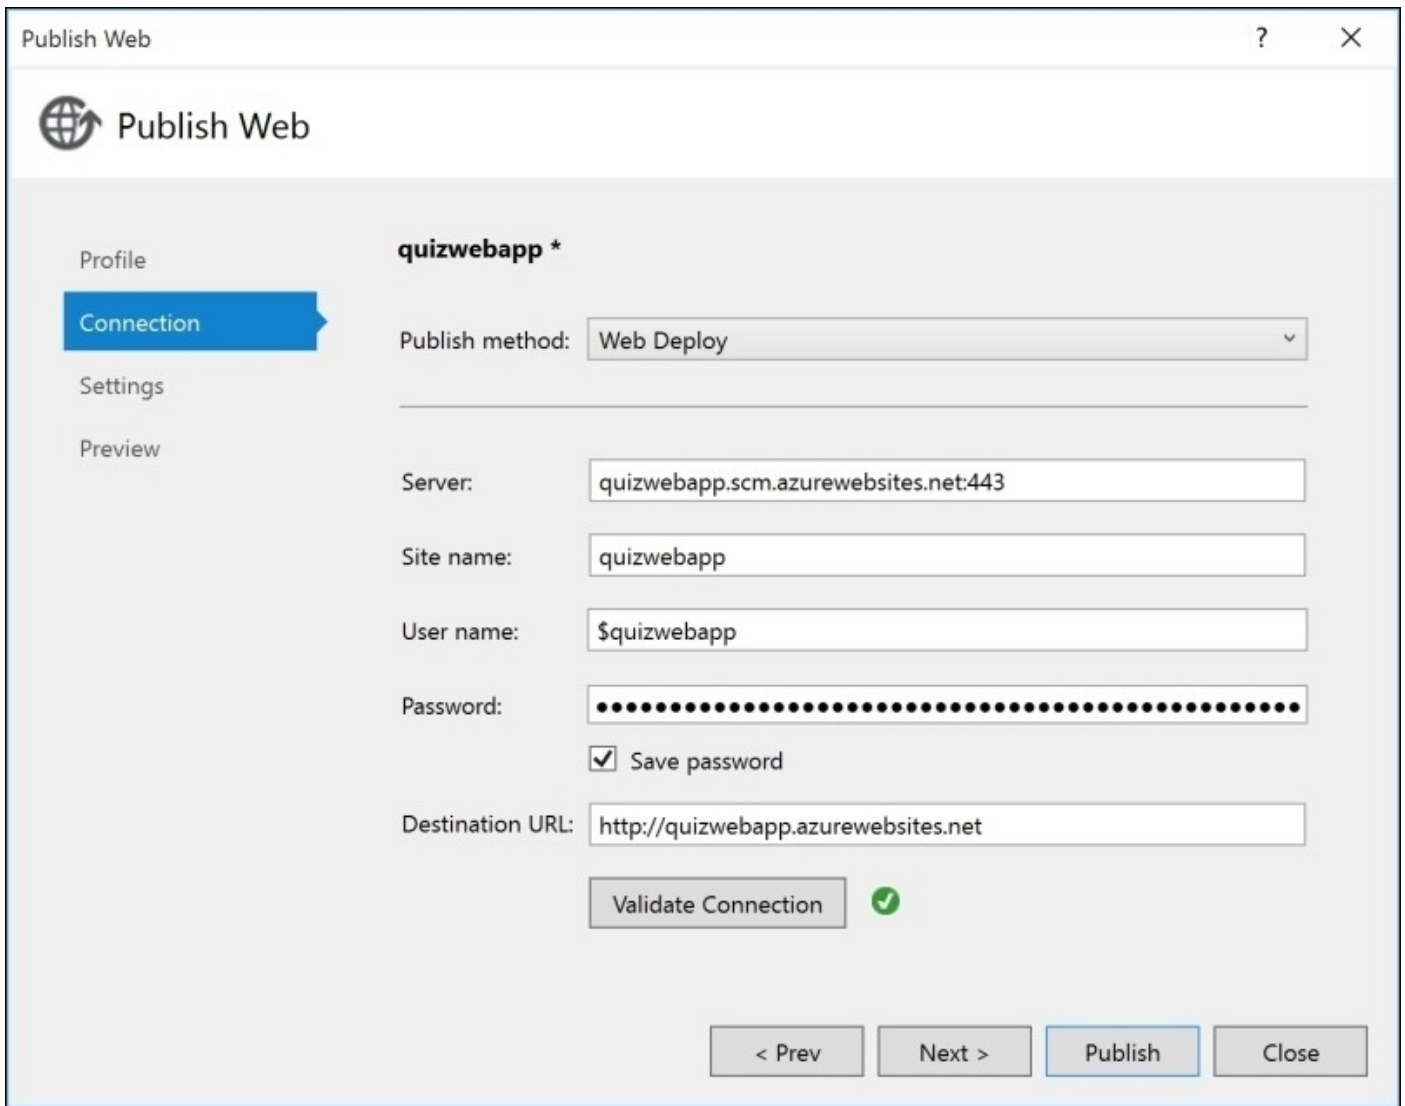 Publish Web
?
Publish Web
Profile
Connection
Settings
Preview
quizwebapp *
Publish method: Web Deploy
Server: quizwebapp.scm.azurewebsites.net:443
Site name: quizwebapp
User name: $quizwebapp
Password: ••••••••••••••••••••••••••••••••••••••••••••••••
Save password
Destination URL: http://quizwebapp.azurewebsites.net
Validate Connection
< Prev Next > Publish Close